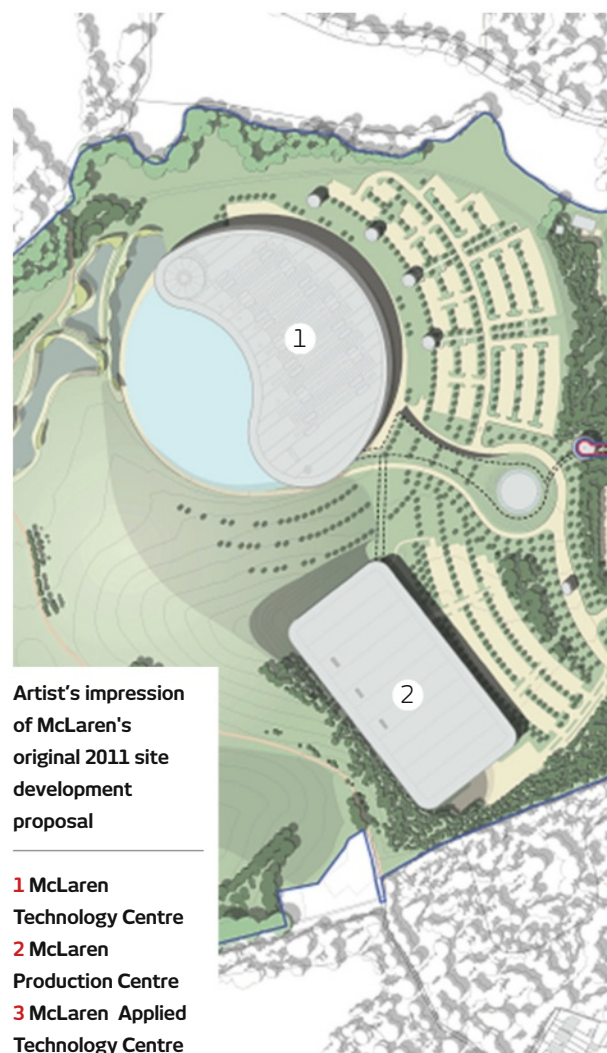 1
2
Artist's impression
of McLaren's
original 2011 site
development
proposal
1 McLaren
Technology Centre
2 McLaren
Production Centre
3 McLaren Applied
Technology Centre